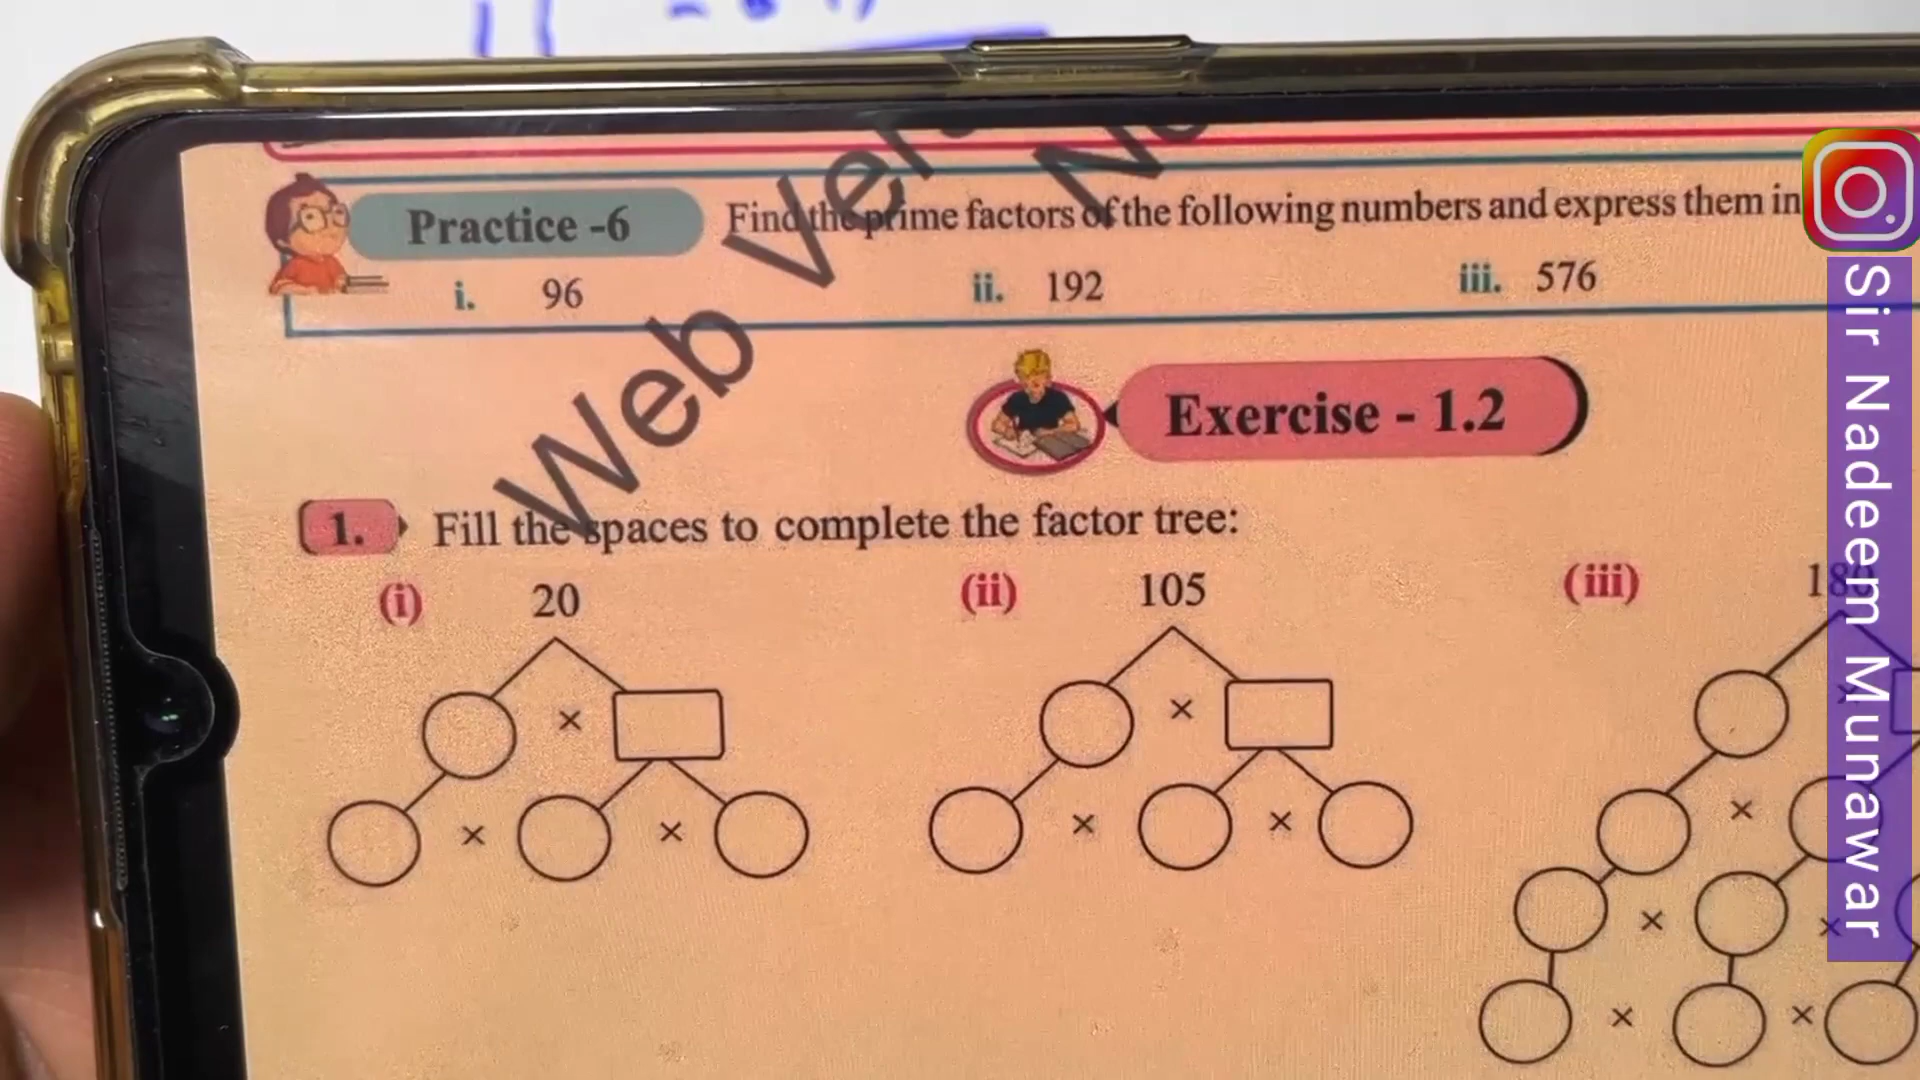 Practice -6 Find the prime factors of the following numbers and express them in
i. 96 ii. 192 iii. 576
Exercise - 1.2
1. Fill the spaces to complete the factor tree:
(i) 20 (ii) 105 (iii)
×  ×
× × × × ×
×
× ×
Web
Sir Nadeem Munawar